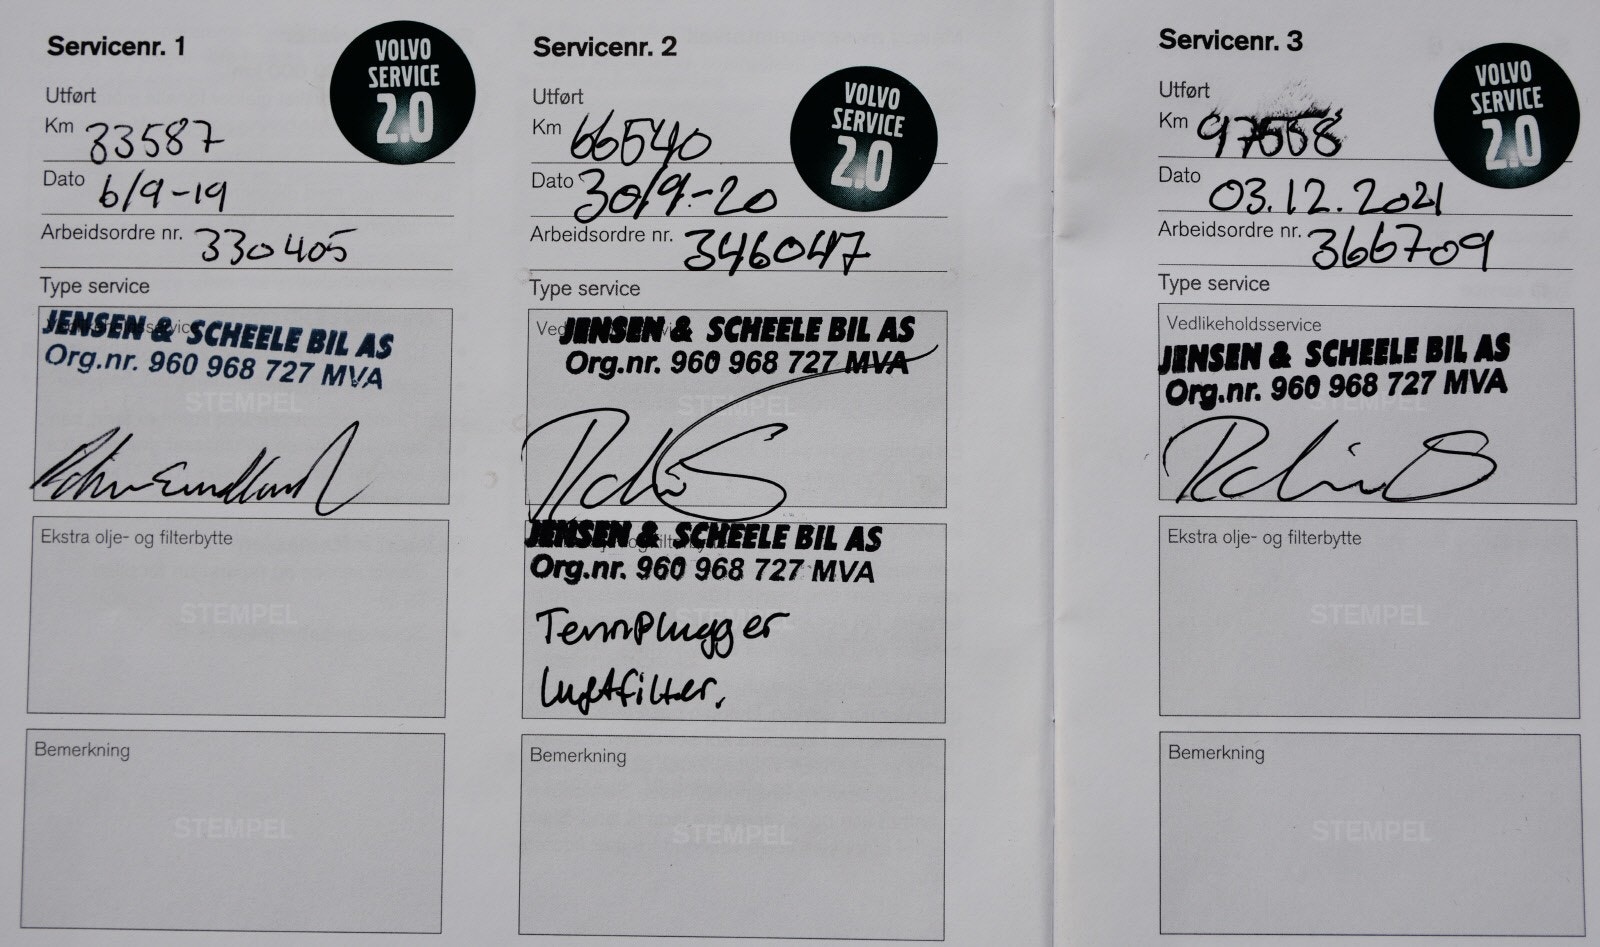 Servicenr. 1
VOLVO
SERVICE
2.0
Utført
Km 33587
Dato 6/9-19
Arbeidsordre nr. 330405
Type service
JENSEN & SCHEELE BIL AS
Org.nr. 960 968 727 MVA
STEMPEL
Ekstra olje- og filterbytte
STEMPEL
Bemerkning
STEMPEL
Servicenr. 2
VOLVO
SERVICE
2.0
Utført
Km 66540
Dato 30/9-20
Arbeidsordre nr. 346047
Type service
JENSEN & SCHEELE BIL AS
Org.nr. 960 968 727 MVA
STEMPEL
JENSEN & SCHEELE BIL AS
Org.nr. 960 968 727 MVA
Tennplugger
Luftfilter.
Bemerkning
STEMPEL
Servicenr. 3
VOLVO
SERVICE
2.0
Utført
Km
Dato 03.12.2021
Arbeidsordre nr. 366709
Type service
Vedlikeholdsservice
JENSEN & SCHEELE BIL AS
Org.nr. 960 968 727 MVA
STEMPEL
Ekstra olje- og filterbytte
STEMPEL
Bemerkning
STEMPEL